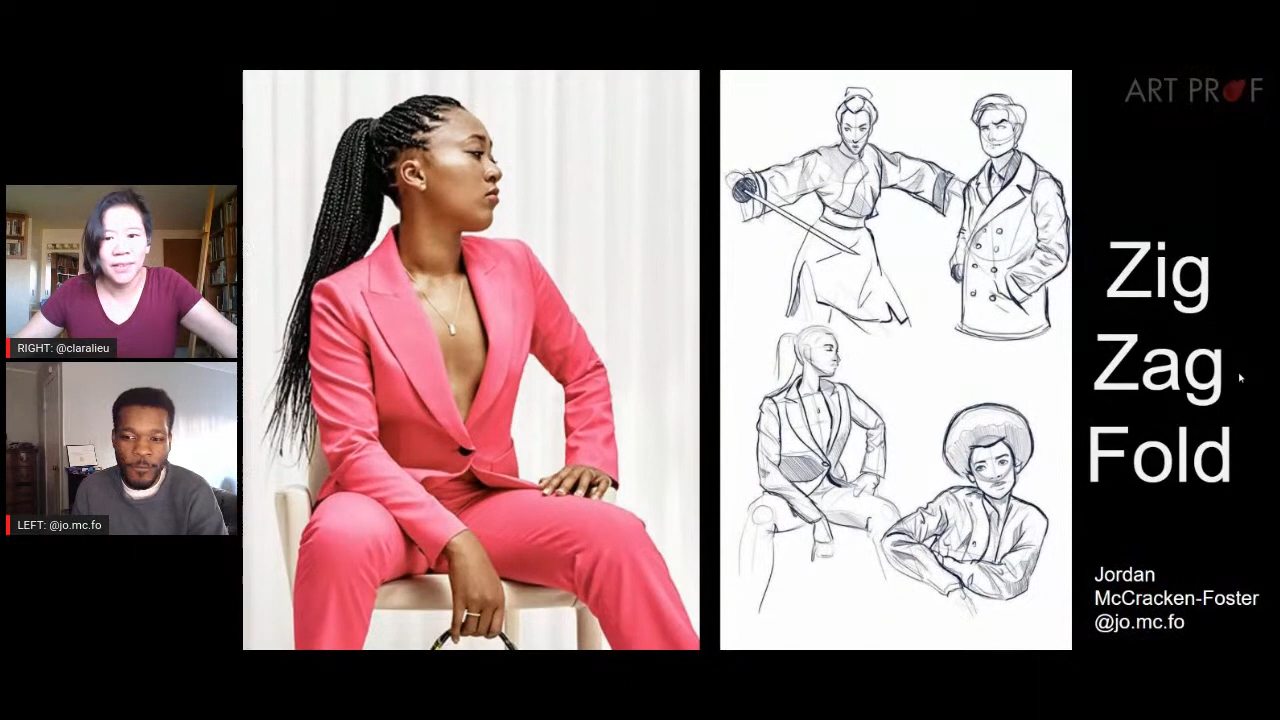 ART PROF
Zig
Zag
Fold
RIGHT: @claralieu
LEFT: @jo.mc.fo
Jordan
McCracken-Foster
@jo.mc.fo